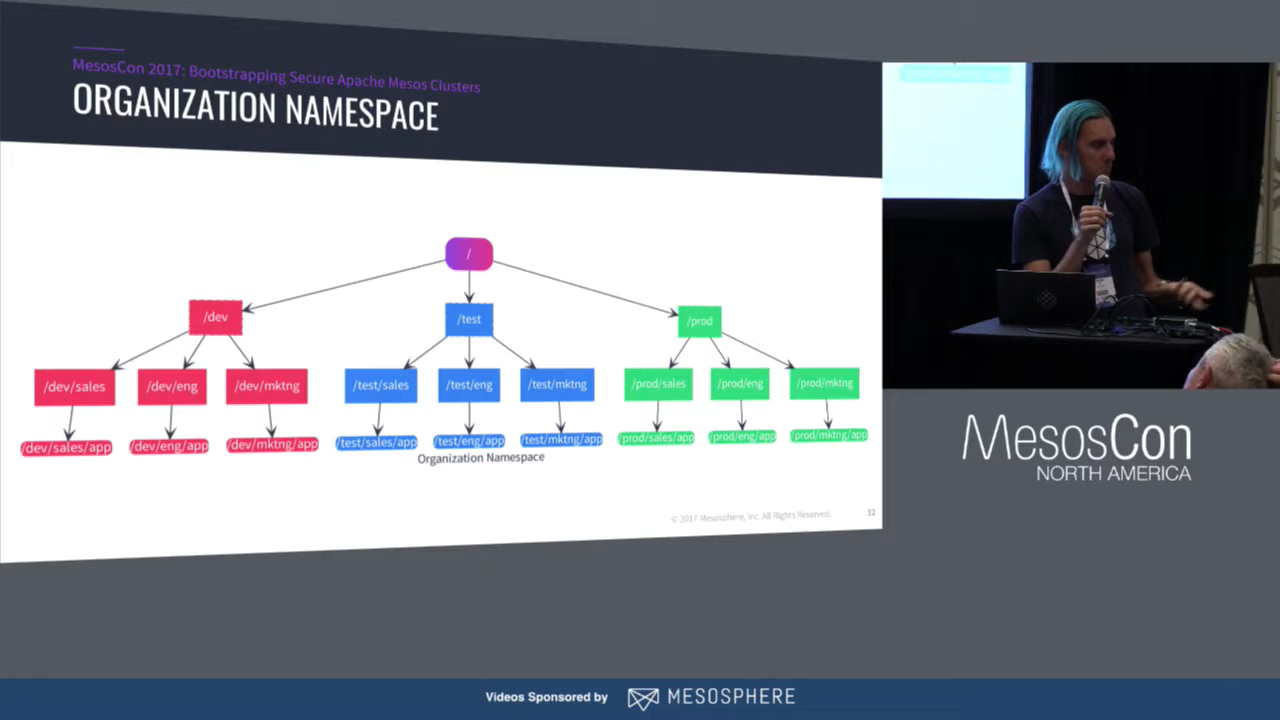 MesosCon 2017: Bootstrapping Secure Apache Mesos Clusters
ORGANIZATION NAMESPACE
/
/dev
/test
/prod
/dev/sales
/dev/eng
/dev/mktng
/test/sales
/test/eng
/test/mktng
/prod/sales
/prod/eng
/prod/mktng
/dev/sales/app
/dev/eng/app
/dev/mktng/app
/test/sales/app
/test/eng/app
/test/mktng/app
/prod/sales/app
/prod/eng/app
/prod/mktng/app
Organization Namespace
© 2017 Mesosphere, Inc. All Rights Reserved.
32
MesosCon
NORTH AMERICA
Videos Sponsored by
MESOSPHERE